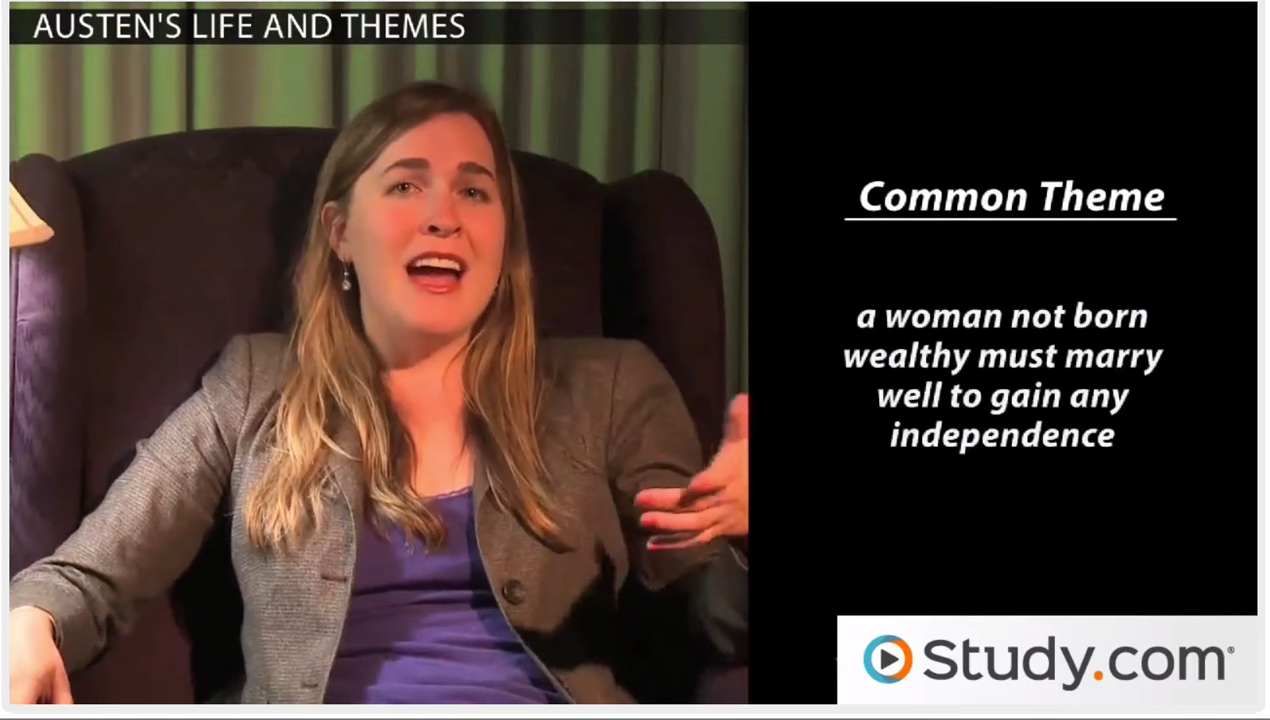 AUSTEN'S LIFE AND THEMES
Common Theme
a woman not born
wealthy must marry
well to gain any
independence
Study.com®